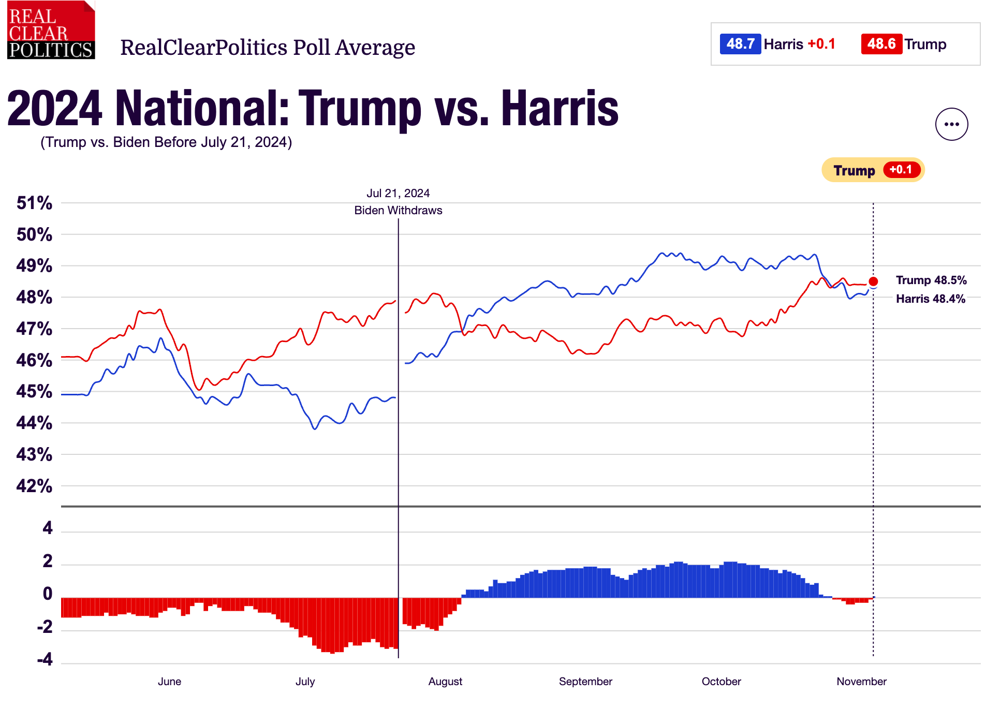 REAL
CLEAR
POLITICS
RealClearPolitics Poll Average
48.7 Harris +0.1 48.6 Trump
2024 National: Trump vs. Harris
(Trump vs. Biden Before July 21, 2024)
Trump +0.1
Jul 21, 2024
Biden Withdraws
51%
50%
49%
48%
47%
46%
45%
44%
43%
42%
Trump 48.5%
Harris 48.4%
4
2
0
-2
-4
June July August September October November